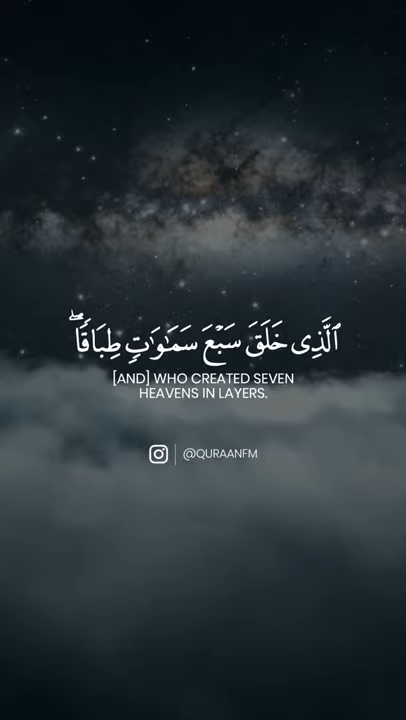 ٱلَّذِى خَلَقَ سَبْعَ سَمَـٰوَٰتٍ طِبَاقًا ۖ
[AND] WHO CREATED SEVEN
HEAVENS IN LAYERS.
@QURAANFM